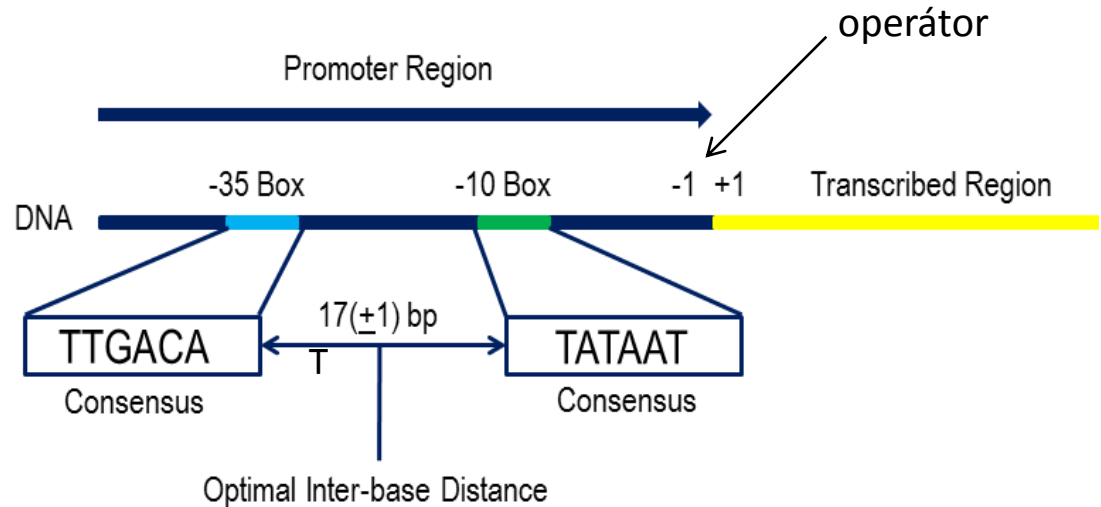 operátor
Promoter Region
-35 Box
-10 Box
-1 +1
Transcribed Region
DNA
17(±1) bp
TTGACA
T
TATAAT
Consensus
Consensus
Optimal Inter-base Distance